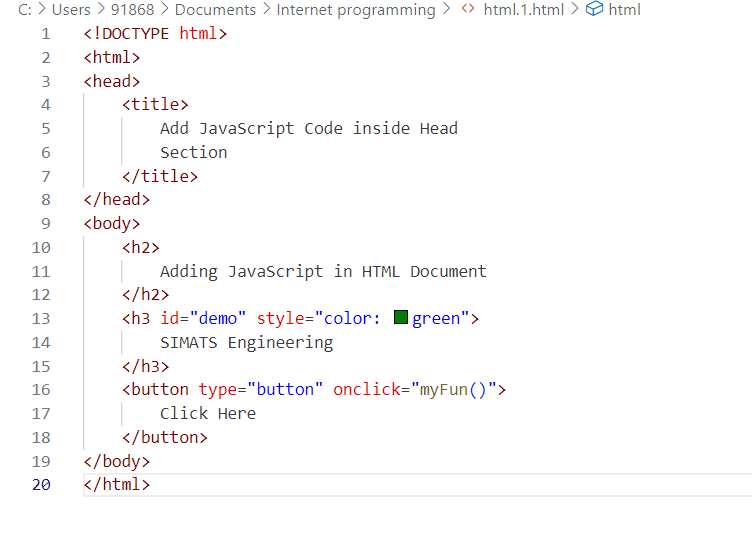 C: > Users > 91868 > Documents > Internet programming > <> html.1.html > html
1 <!DOCTYPE html>
2 <html>
3 <head>
4     <title>
5         Add JavaScript Code inside Head
6         Section
7     </title>
8 </head>
9 <body>
10     <h2>
11         Adding JavaScript in HTML Document
12     </h2>
13     <h3 id="demo" style="color: green">
14         SIMATS Engineering
15     </h3>
16     <button type="button" onclick="myFun()">
17         Click Here
18     </button>
19 </body>
20 </html>